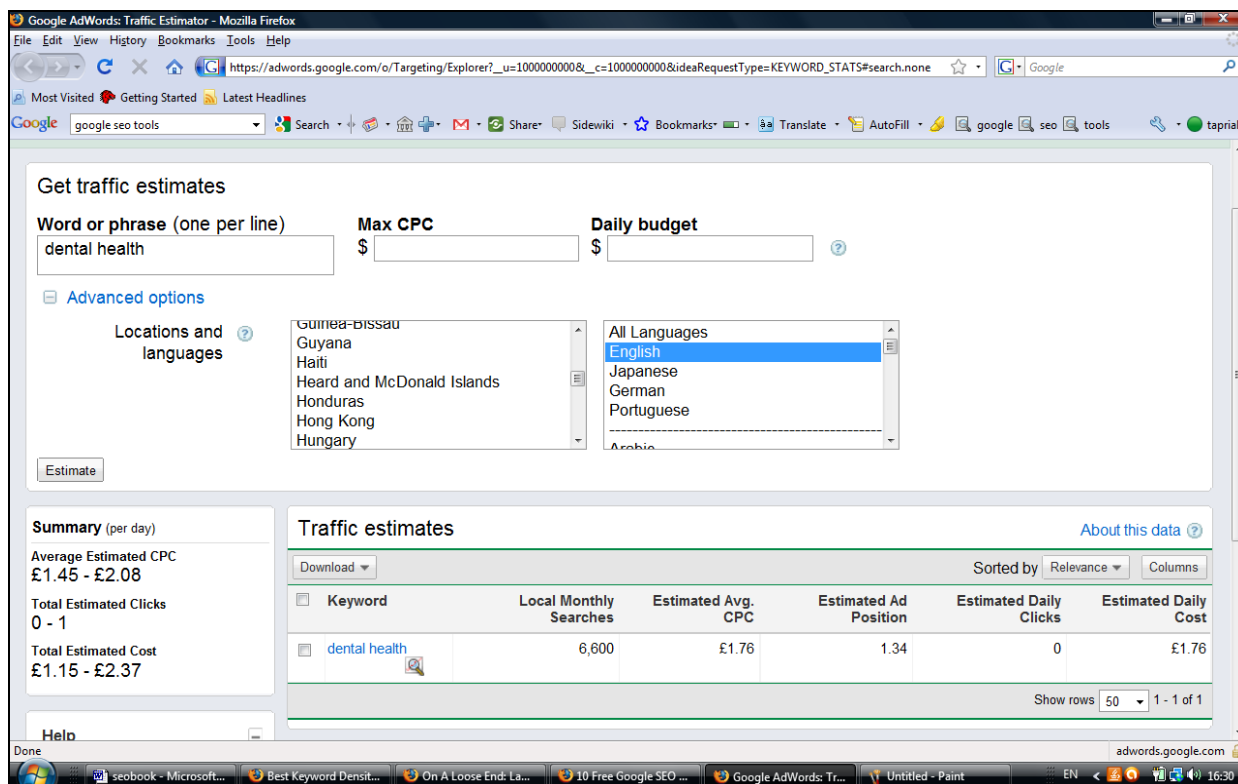 Google AdWords: Traffic Estimator - Mozilla Firefox
File Edit View History Bookmarks Tools Help
https://adwords.google.com/o/Targeting/Explorer?__u=1000000000&__c=1000000000&ideaRequestType=KEYWORD_STATS#search.none Google
Most Visited Getting Started Latest Headlines
Google google seo tools Search Share Sidewiki Bookmarks Translate AutoFill google seo tools taprial
Get traffic estimates
Word or phrase (one per line) Max CPC Daily budget
dental health $ $
Advanced options
Locations and languages
Guinea-Bissau
Guyana
Haiti
Heard and McDonald Islands
Honduras
Hong Kong
Hungary
All Languages
English
Japanese
German
Portuguese
Arabic
Estimate
Summary (per day)
Average Estimated CPC
£1.45 - £2.08
Total Estimated Clicks
0 - 1
Total Estimated Cost
£1.15 - £2.37
Help
Traffic estimates About this data
Download Sorted by Relevance Columns
Keyword Local Monthly Searches Estimated Avg. CPC Estimated Ad Position Estimated Daily Clicks Estimated Daily Cost
dental health 6,600 £1.76 1.34 0 £1.76
Show rows 50 1 - 1 of 1
Done adwords.google.com
seobook - Microsoft... Best Keyword Densit... On A Loose End: La... 10 Free Google SEO ... Google AdWords: Tr... Untitled - Paint EN 16:30